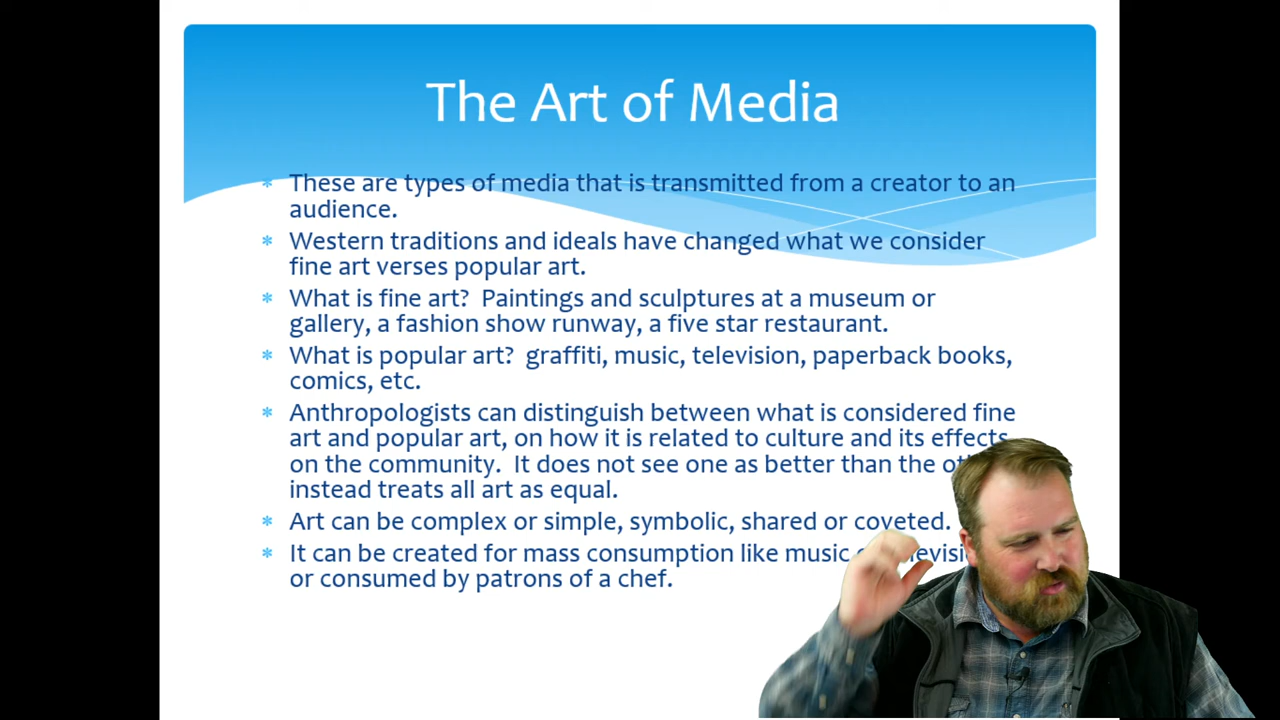 The Art of Media
* These are types of media that is transmitted from a creator to an
audience.
* Western traditions and ideals have changed what we consider
fine art verses popular art.
* What is fine art?  Paintings and sculptures at a museum or
gallery, a fashion show runway, a five star restaurant.
* What is popular art?  graffiti, music, television, paperback books,
comics, etc.
* Anthropologists can distinguish between what is considered fine
art and popular art, on how it is related to culture and its effects
on the community.  It does not see one as better than the
instead treats all art as equal.
* Art can be complex or simple, symbolic, shared or coveted.
* It can be created for mass consumption like music
or consumed by patrons of a chef.